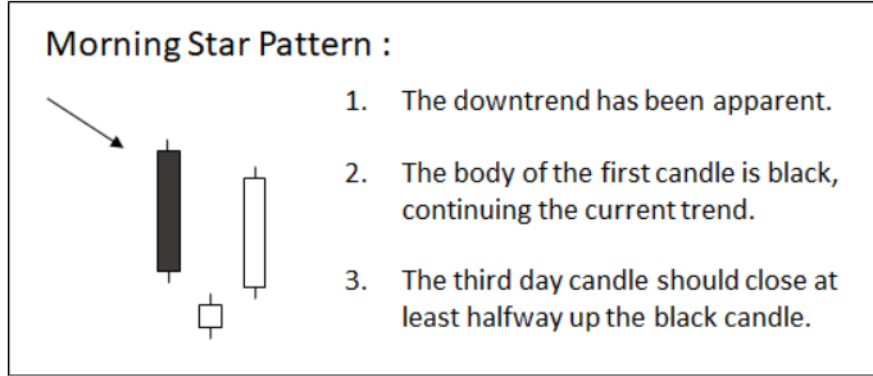 Morning Star Pattern :
1. The downtrend has been apparent.
2. The body of the first candle is black,
continuing the current trend.
3. The third day candle should close at
least halfway up the black candle.